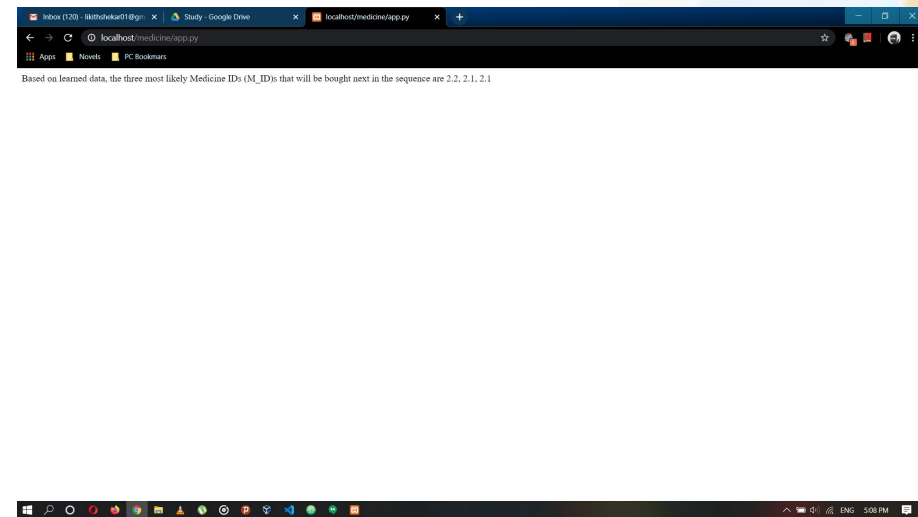 Inbox (120) - likithshekar01@gm
Study - Google Drive
localhost/medicine/app.py
localhost/medicine/app.py
Apps
Novels
PC Bookmars
Based on learned data, the three most likely Medicine IDs (M_ID)s that will be bought next in the sequence are 2.2, 2.1, 2.1
ENG 5:08 PM